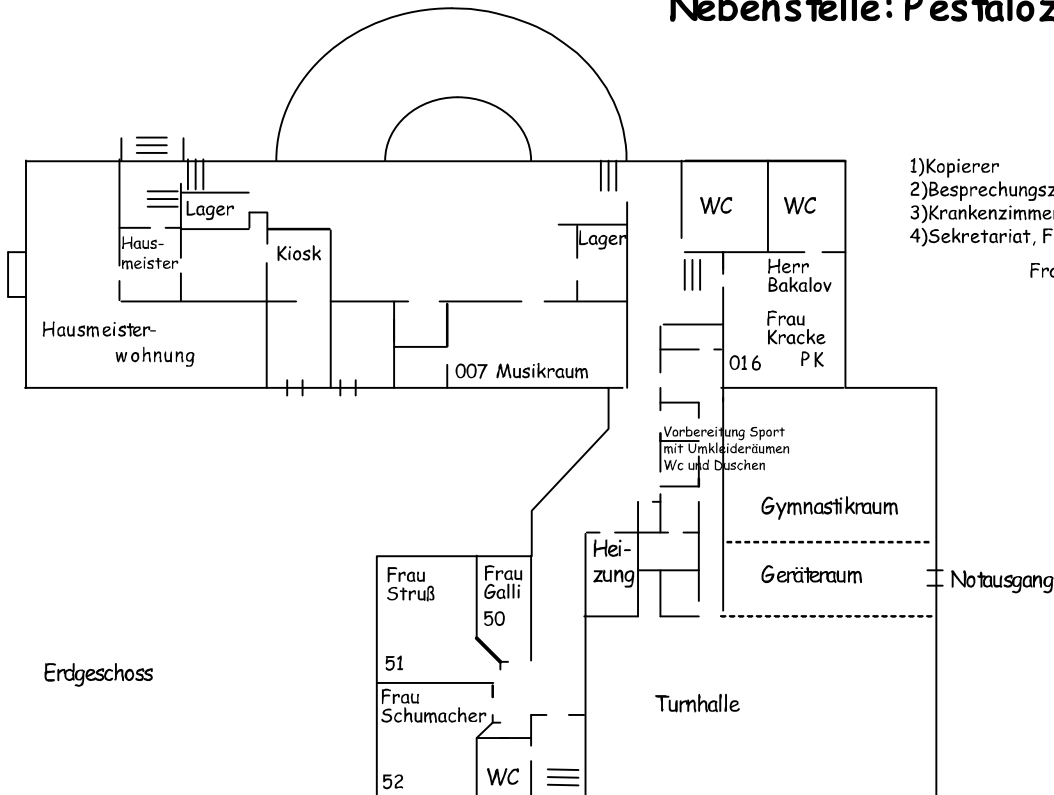 Nebenstelle: Pestaloz
1)Kopierer
2)Besprechungsz
3)Krankenzimmer
4)Sekretariat, F
Fra
WC
WC
Lager
Haus-
meister
Kiosk
Lager
Herr
Bakalov
Frau
Kracke
016
PK
Hausmeister-
wohnung
007 Musikraum
Vorbereitung Sport
mit Umkleideräumen
Wc und Duschen
Gymnastikraum
Hei-
zung
Geräteraum
Notausgang
Frau
Struß
51
Frau
Galli
50
Erdgeschoss
Frau
Schumacher
52
WC
Turnhalle